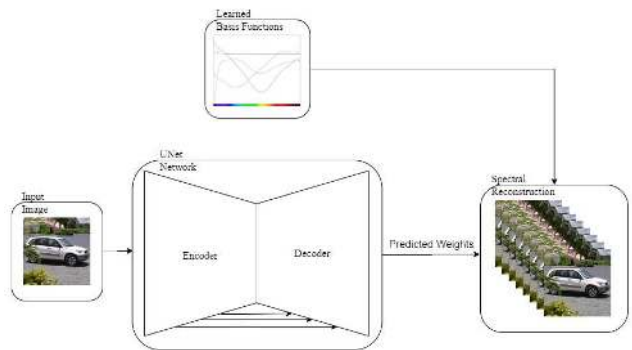 Learned
Basis Functions
UNet
Network
Input
Image
Encoder
Decoder
Predicted Weights
Spectral
Reconstruction